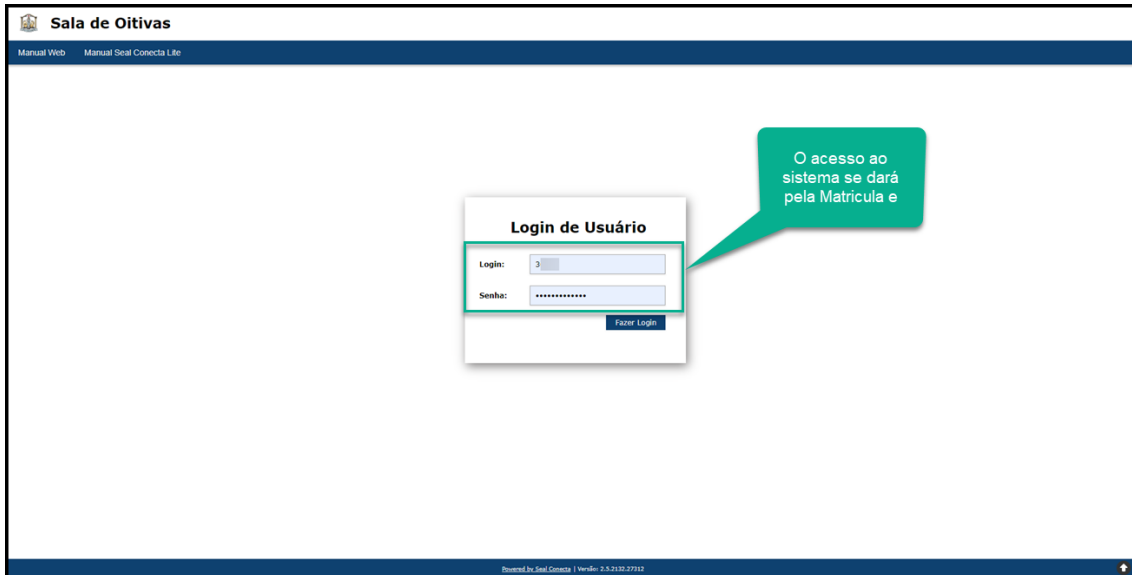 Sala de Oitivas
Manual Web Manual Seal Conecta Lite
O acesso ao
sistema se dará
pela Matricula e
Login de Usuário
Login: 3
Senha: •••••••••••••
Fazer Login
Powered by Seal Conecta | Versão: 2.5.2132.27312